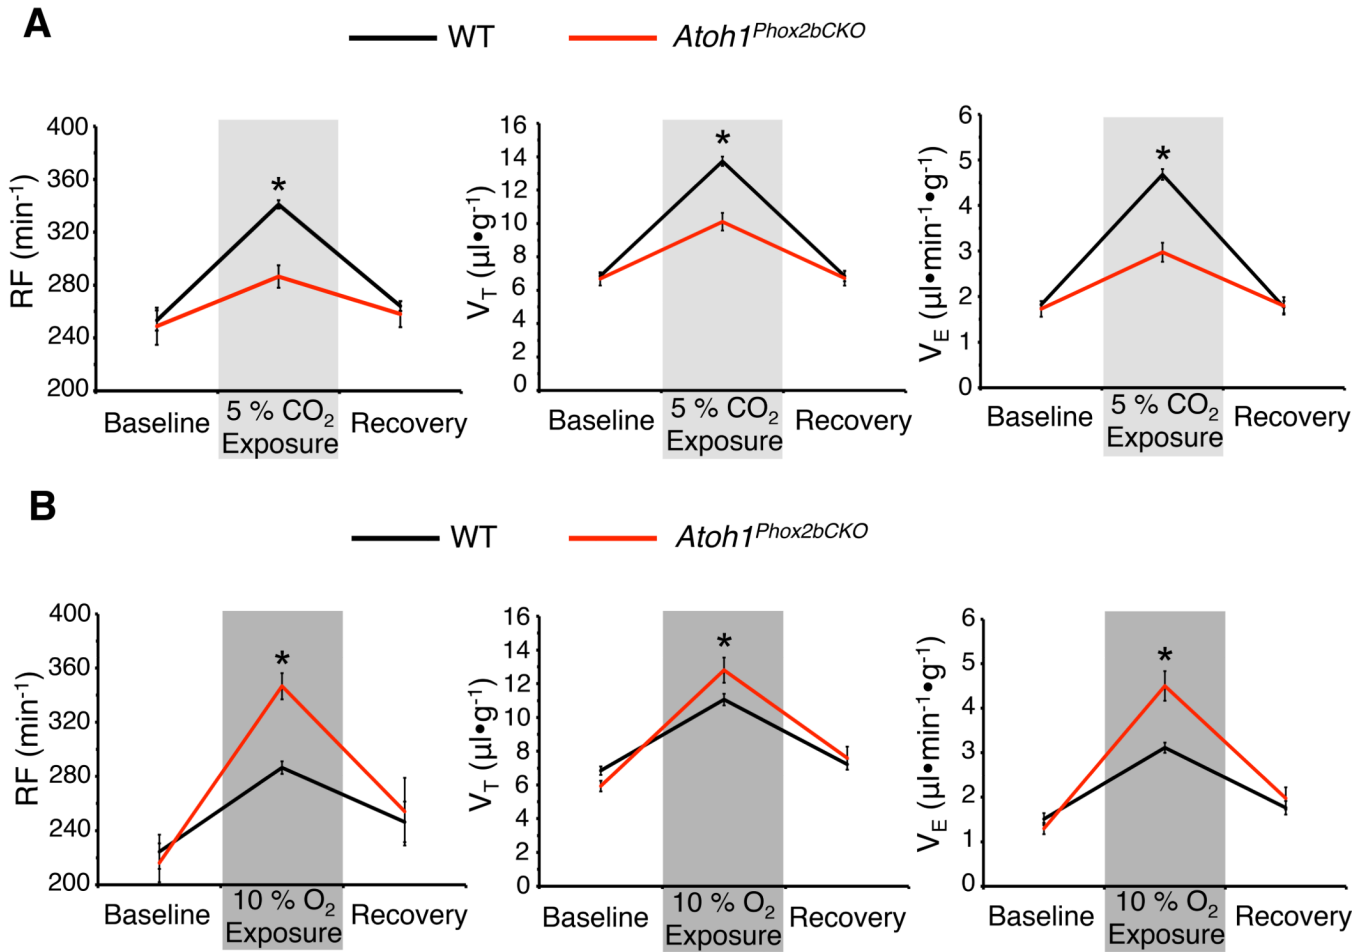 A
WT
Atoh1Phox2bCKO
RF (min-1)
400
360
320
280
240
200
*
Baseline
5 % CO2
Exposure
Recovery
VT (µl•g-1)
16
14
12
10
8
6
4
2
0
*
Baseline
5 % CO2
Exposure
Recovery
VE (µl•min-1•g-1)
6
5
4
3
2
1
0
*
Baseline
5 % CO2
Exposure
Recovery
B
WT
Atoh1Phox2bCKO
RF (min-1)
400
360
320
280
240
200
*
Baseline
10 % O2
Exposure
Recovery
VT (µl•g-1)
16
14
12
10
8
6
4
2
0
*
Baseline
10 % O2
Exposure
Recovery
VE (µl•min-1•g-1)
6
5
4
3
2
1
0
*
Baseline
10 % O2
Exposure
Recovery